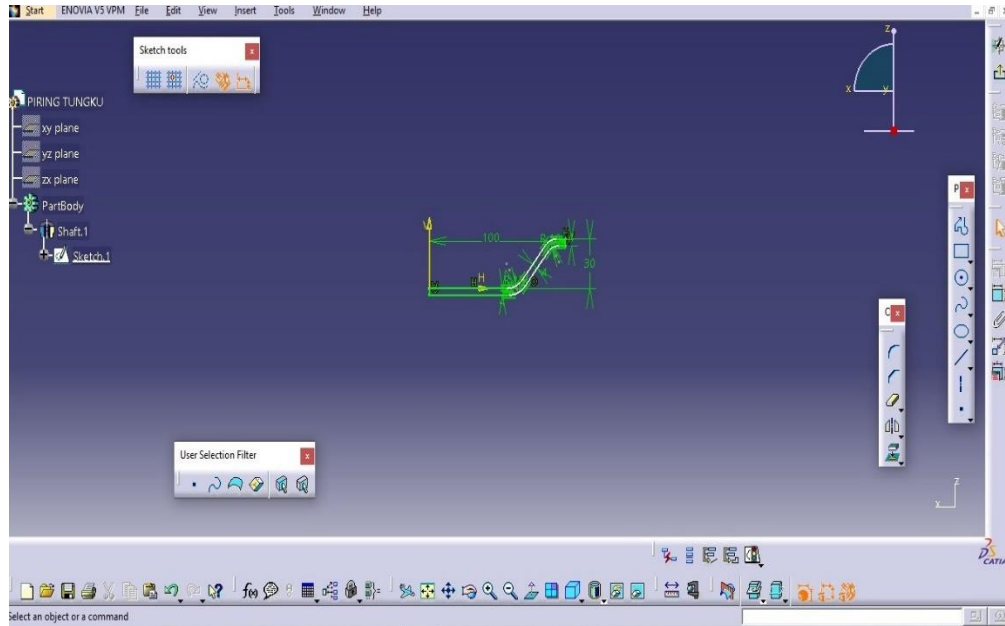 Start ENOVIA V5 VPM File Edit View Insert Tools Window Help
Sketch tools
z
x y
PIRING TUNGKU
xy plane
yz plane
zx plane
PartBody
Shaft.1
Sketch.1
P
V
100
30
H
C
User Selection Filter
z
x
CATIA
f(x)
Select an object or a command